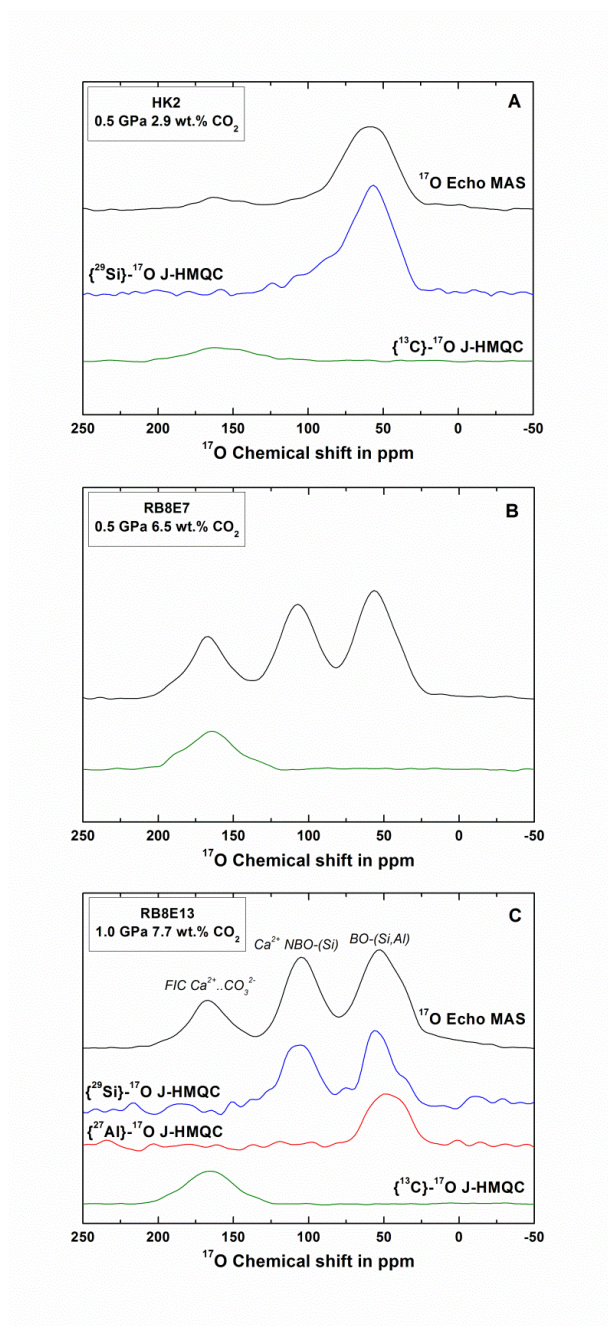 HK2
0.5 GPa 2.9 wt.% CO₂
A
¹⁷O Echo MAS
{²⁹Si}-¹⁷O J-HMQC
{¹³C}-¹⁷O J-HMQC
250 200 150 100 50 0 -50
¹⁷O Chemical shift in ppm
RB8E7
0.5 GPa 6.5 wt.% CO₂
B
250 200 150 100 50 0 -50
¹⁷O Chemical shift in ppm
RB8E13
1.0 GPa 7.7 wt.% CO₂
C
FIC Ca²⁺..CO₃²⁻
Ca²⁺ NBO-(Si)
BO-(Si,Al)
¹⁷O Echo MAS
{²⁹Si}-¹⁷O J-HMQC
{²⁷Al}-¹⁷O J-HMQC
{¹³C}-¹⁷O J-HMQC
250 200 150 100 50 0 -50
¹⁷O Chemical shift in ppm